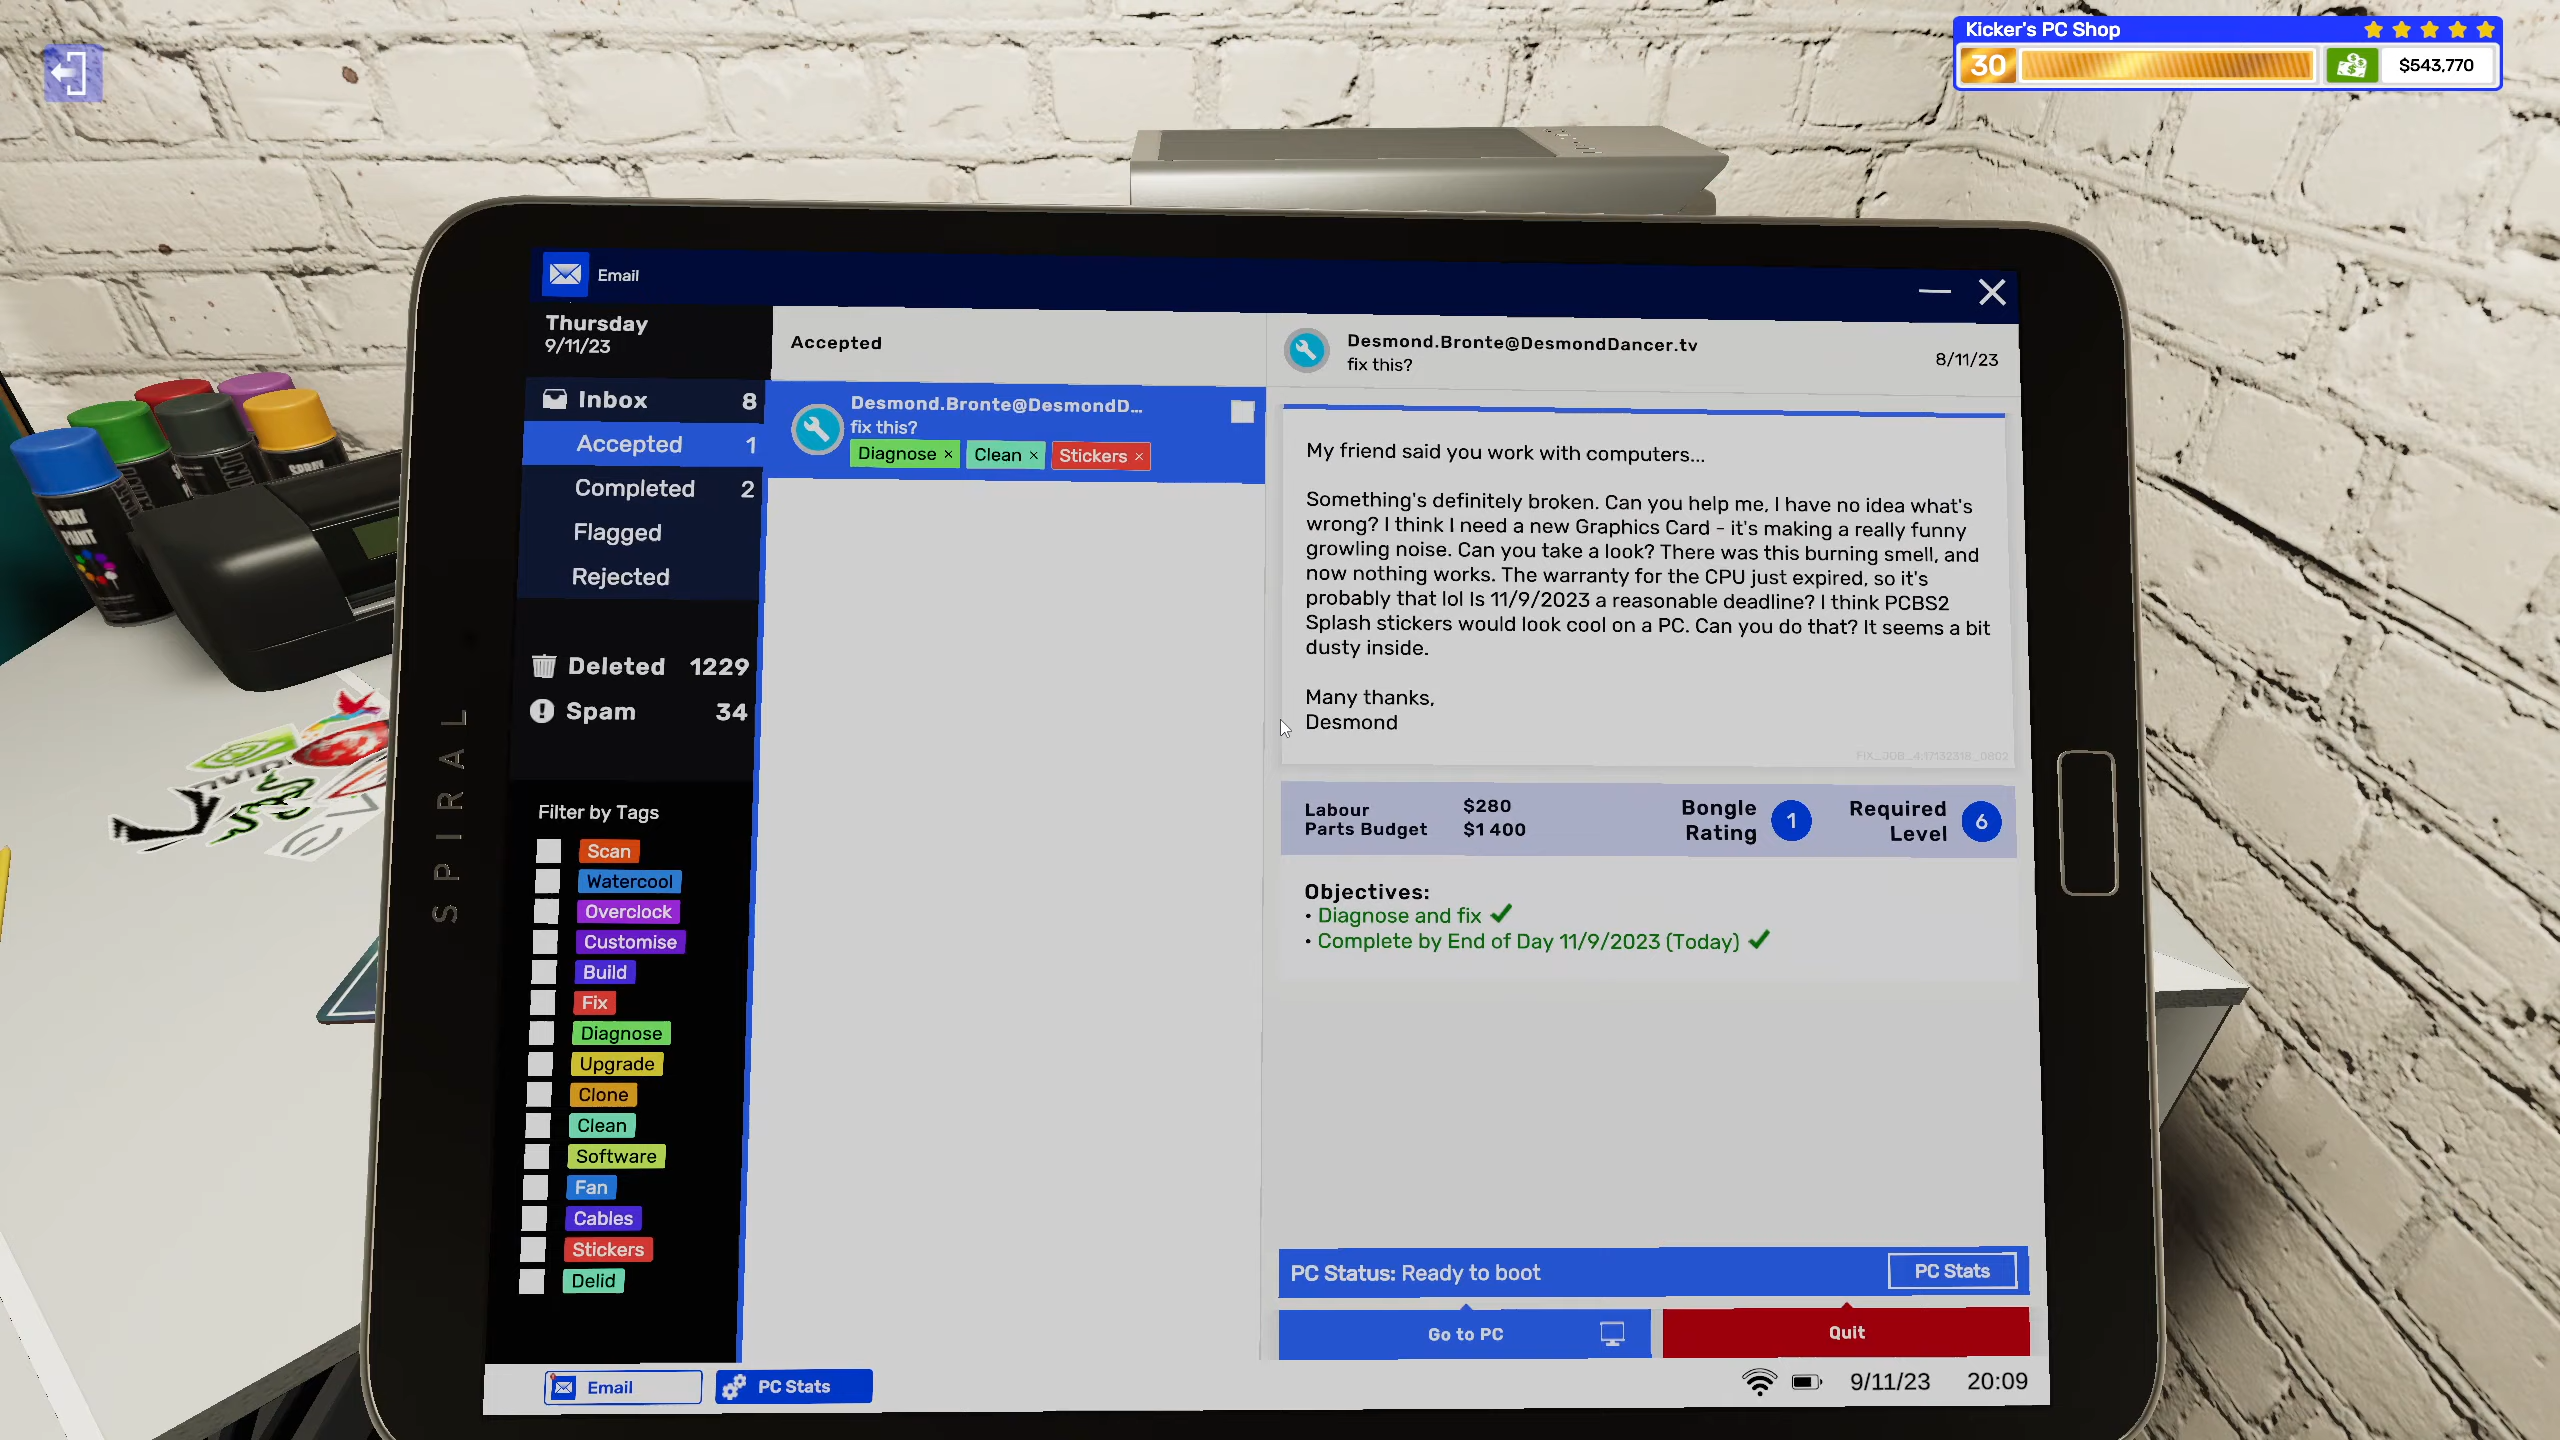 Kicker's PC Shop
30
$543,770
Email
Thursday
9/11/23
Inbox 8
Accepted 1
Completed 2
Flagged
Rejected
Deleted 1229
Spam 34
Filter by Tags
Scan
Watercool
Overclock
Customise
Build
Fix
Diagnose
Upgrade
Clone
Clean
Software
Fan
Cables
Stickers
Delid
Accepted
Desmond.Bronte@DesmondD...
fix this?
Diagnose × Clean × Stickers ×
Desmond.Bronte@DesmondDancer.tv
fix this?
8/11/23
My friend said you work with computers...
Something's definitely broken. Can you help me, I have no idea what's
wrong? I think I need a new Graphics Card - it's making a really funny
growling noise. Can you take a look? There was this burning smell, and
now nothing works. The warranty for the CPU just expired, so it's
probably that lol Is 11/9/2023 a reasonable deadline? I think PCBS2
Splash stickers would look cool on a PC. Can you do that? It seems a bit
dusty inside.
Many thanks,
Desmond
Labour $280
Parts Budget $1 400
Bongle
Rating 1
Required
Level 6
Objectives:
• Diagnose and fix ✓
• Complete by End of Day 11/9/2023 (Today) ✓
PC Status: Ready to boot
PC Stats
Go to PC
Quit
Email
PC Stats
9/11/23 20:09
SPIRAL
SPRAY
PAINT